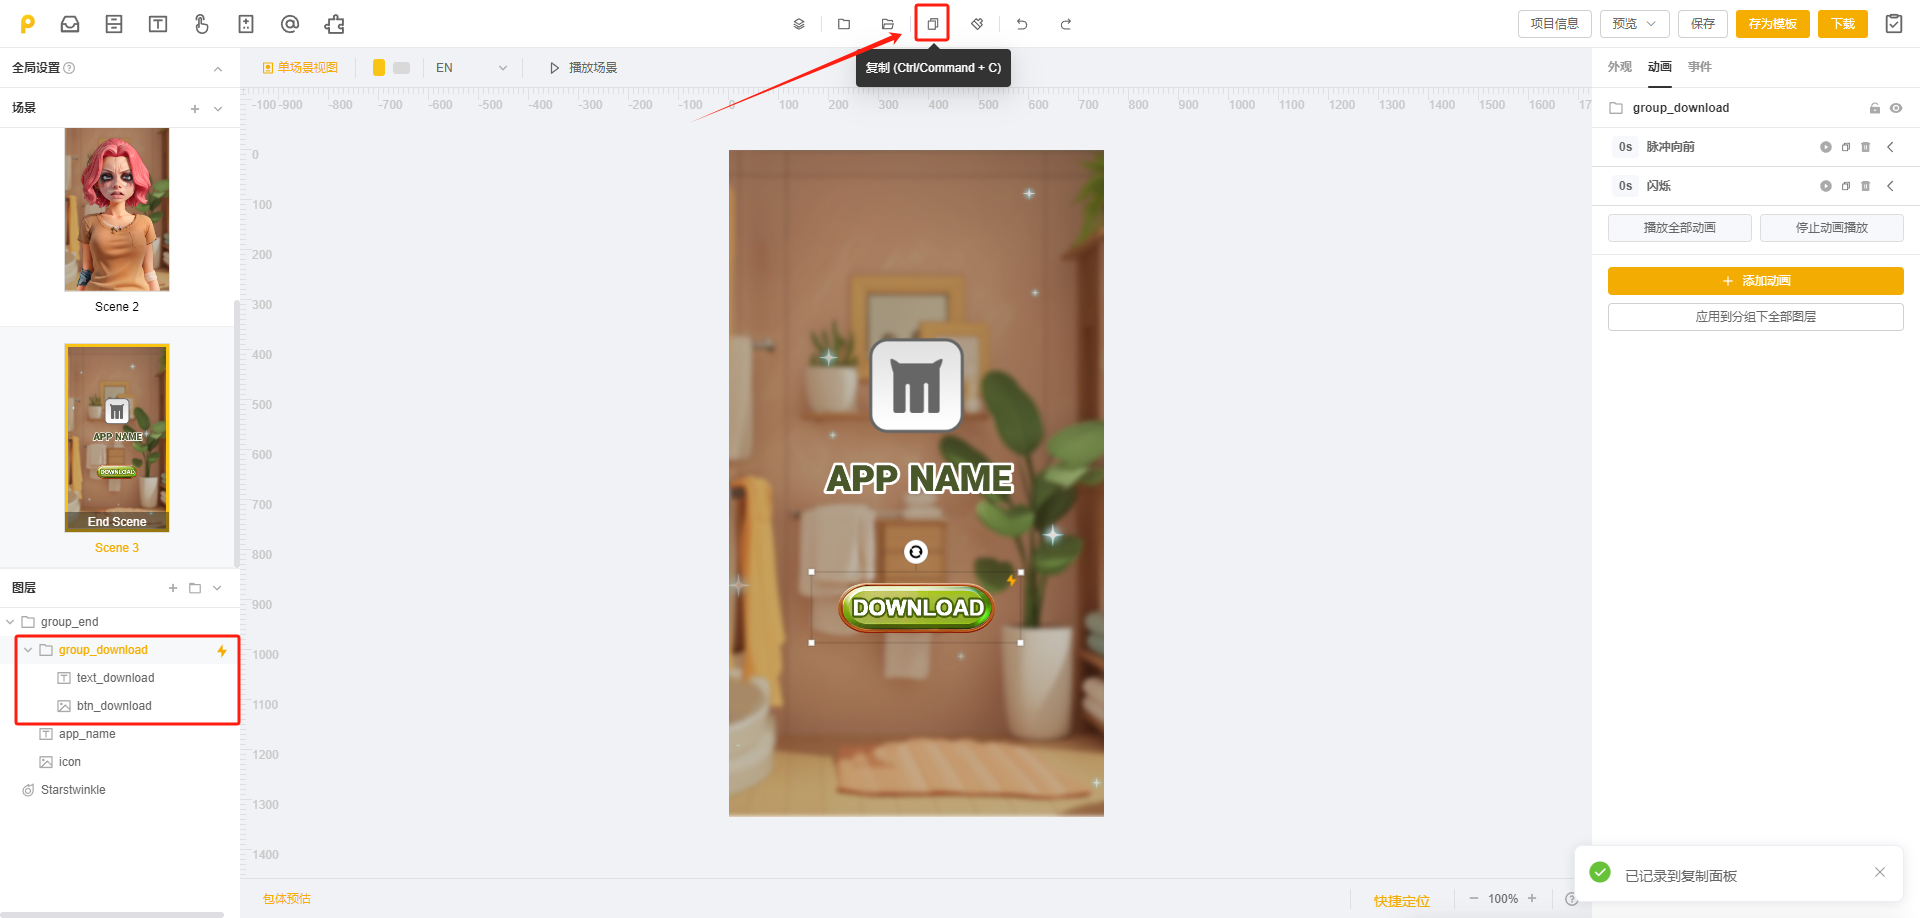 项目信息
预览
保存
存为模板
下载
复制 (Ctrl/Command + C)
全局设置
单场景视图
EN
播放场景
外观
动画
事件
场景
-100 -900 -800 -700 -600 -500 -400 -300 -200 -100 0 100 200 300 400 500 600 700 800 900 1000 1100 1200 1300 1400 1500 1600 17
group_download
0s 脉冲向前
0s 闪烁
播放全部动画
停止动画播放
添加动画
应用到分组下全部图层
Scene 2
APP NAME
DOWNLOAD
End Scene
Scene 3
0
100
200
300
400
500
600
700
800
900
1000
1100
1200
1300
1400
APP NAME
DOWNLOAD
图层
group_end
group_download
text_download
btn_download
app_name
icon
Starstwinkle
包体预估
快捷定位
100%
已记录到复制面板